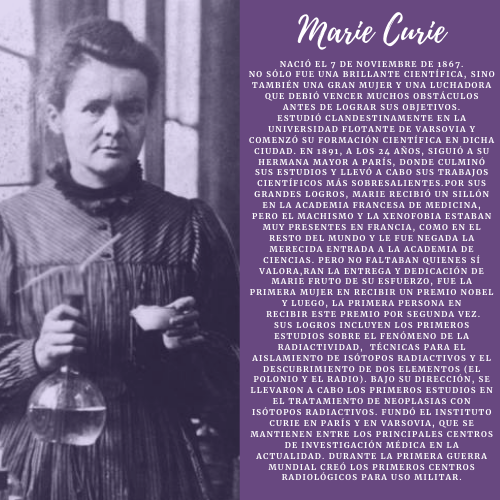 Marie Curie
NACIÓ EL 7 DE NOVIEMBRE DE 1867.
NO SÓLO FUE UNA BRILLANTE CIENTÍFICA, SINO
TAMBIÉN UNA GRAN MUJER Y UNA LUCHADORA
QUE DEBIÓ VENCER MUCHOS OBSTÁCULOS
ANTES DE LOGRAR SUS OBJETIVOS.
ESTUDIÓ CLANDESTINAMENTE EN LA
UNIVERSIDAD FLOTANTE DE VARSOVIA Y
COMENZÓ SU FORMACIÓN CIENTÍFICA EN DICHA
CIUDAD. EN 1891, A LOS 24 AÑOS, SIGUIÓ A SU
HERMANA MAYOR A PARÍS, DONDE CULMINÓ
SUS ESTUDIOS Y LLEVÓ A CABO SUS TRABAJOS
CIENTÍFICOS MÁS SOBRESALIENTES.POR SUS
GRANDES LOGROS, MARIE RECIBIÓ UN SILLÓN
EN LA ACADEMIA FRANCESA DE MEDICINA,
PERO EL MACHISMO Y LA XENOFOBIA ESTABAN
MUY PRESENTES EN FRANCIA, COMO EN EL
RESTO DEL MUNDO Y LE FUE NEGADA LA
MERECIDA ENTRADA A LA ACADEMIA DE
CIENCIAS. PERO NO FALTABAN QUIENES SÍ
VALORA,RAN LA ENTREGA Y DEDICACIÓN DE
MARIE FRUTO DE SU ESFUERZO, FUE LA
PRIMERA MUJER EN RECIBIR UN PREMIO NOBEL
Y LUEGO, LA PRIMERA PERSONA EN
RECIBIR ESTE PREMIO POR SEGUNDA VEZ.
SUS LOGROS INCLUYEN LOS PRIMEROS
ESTUDIOS SOBRE EL FENÓMENO DE LA
RADIACTIVIDAD, TÉCNICAS PARA EL
AISLAMIENTO DE ISÓTOPOS RADIACTIVOS Y EL
DESCUBRIMIENTO DE DOS ELEMENTOS (EL
POLONIO Y EL RADIO). BAJO SU DIRECCIÓN, SE
LLEVARON A CABO LOS PRIMEROS ESTUDIOS EN
EL TRATAMIENTO DE NEOPLASIAS CON
ISÓTOPOS RADIACTIVOS. FUNDÓ EL INSTITUTO
CURIE EN PARÍS Y EN VARSOVIA, QUE SE
MANTIENEN ENTRE LOS PRINCIPALES CENTROS
DE INVESTIGACIÓN MÉDICA EN LA
ACTUALIDAD. DURANTE LA PRIMERA GUERRA
MUNDIAL CREÓ LOS PRIMEROS CENTROS
RADIOLÓGICOS PARA USO MILITAR.